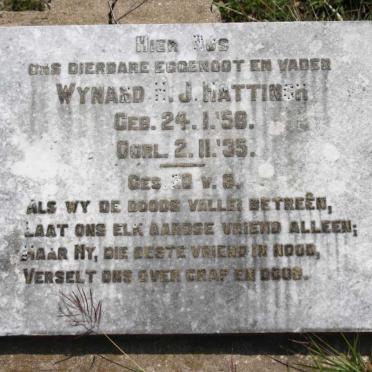 HIER RUS
ONS DIERBARE EGGENOOT EN VADER
WYNAND J. HATTINGH
GEB. 24.1.'56.
OORL. 2.11.'35.
GES V. 8.
ALS WY DE DOODS VALLEI BETREËN,
LAAT ONS ELK AARDSE VRIEND ALLEEN;
MAAR HY, DIE BESTE VRIEND IN NOOD,
VERSELT ONS OVER GRAF EN DOOD.